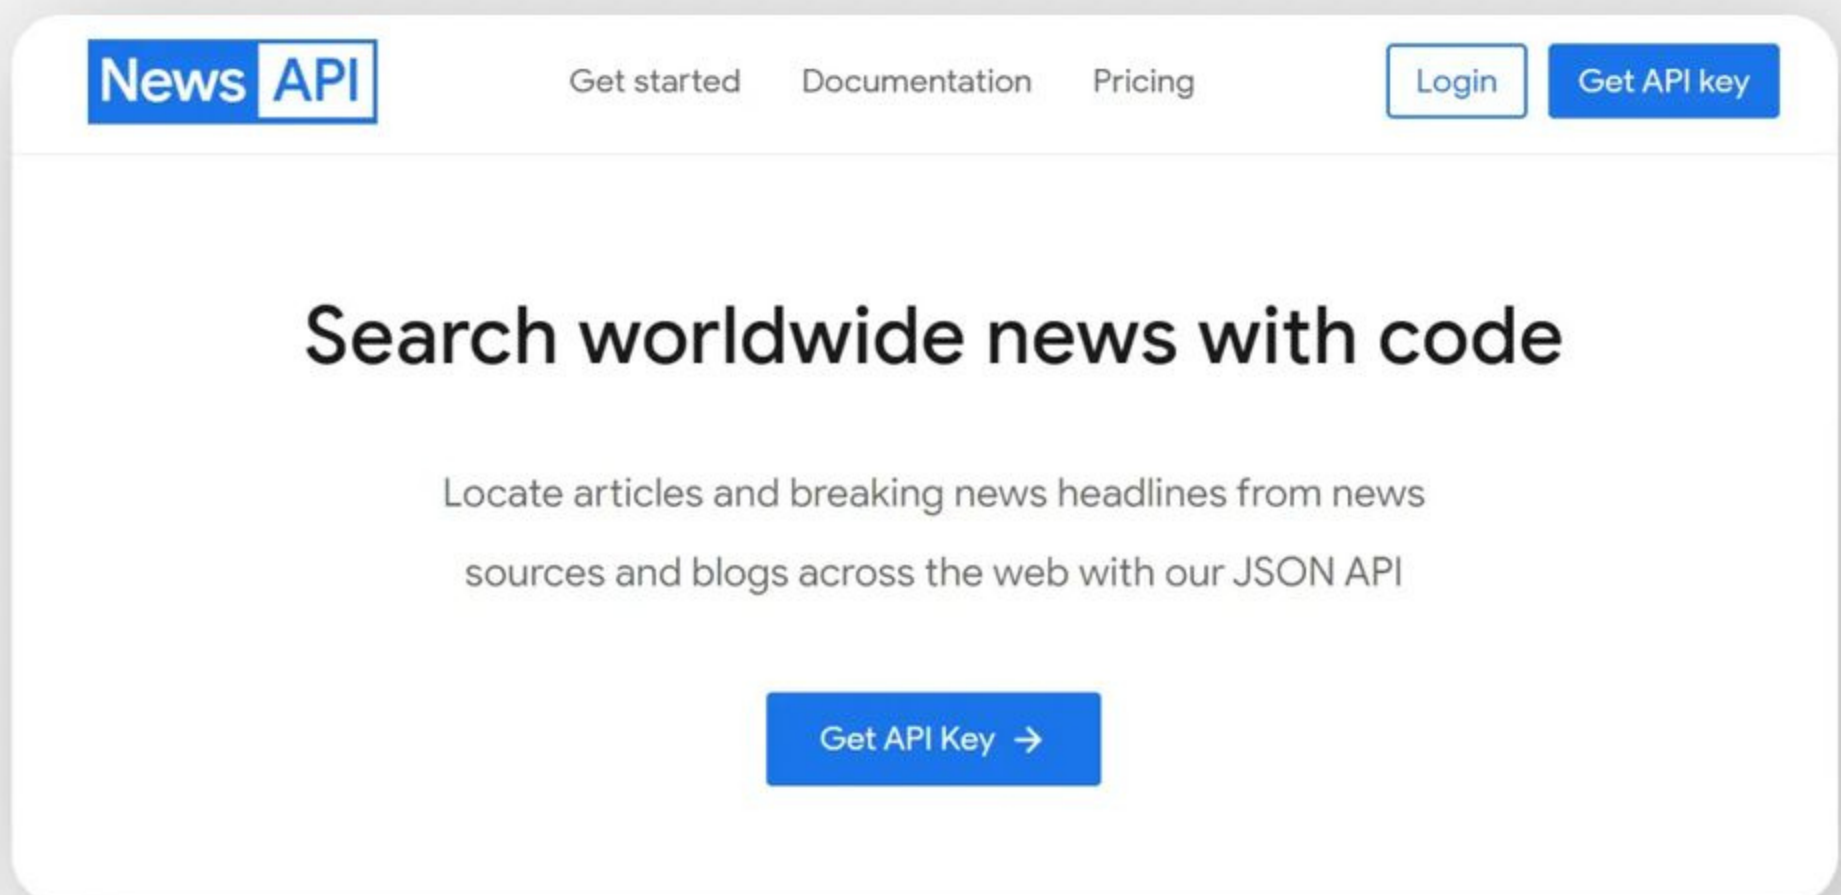 News API
Get started
Documentation
Pricing
Login
Get API key
Search worldwide news with code
Locate articles and breaking news headlines from news
sources and blogs across the web with our JSON API
Get API Key →